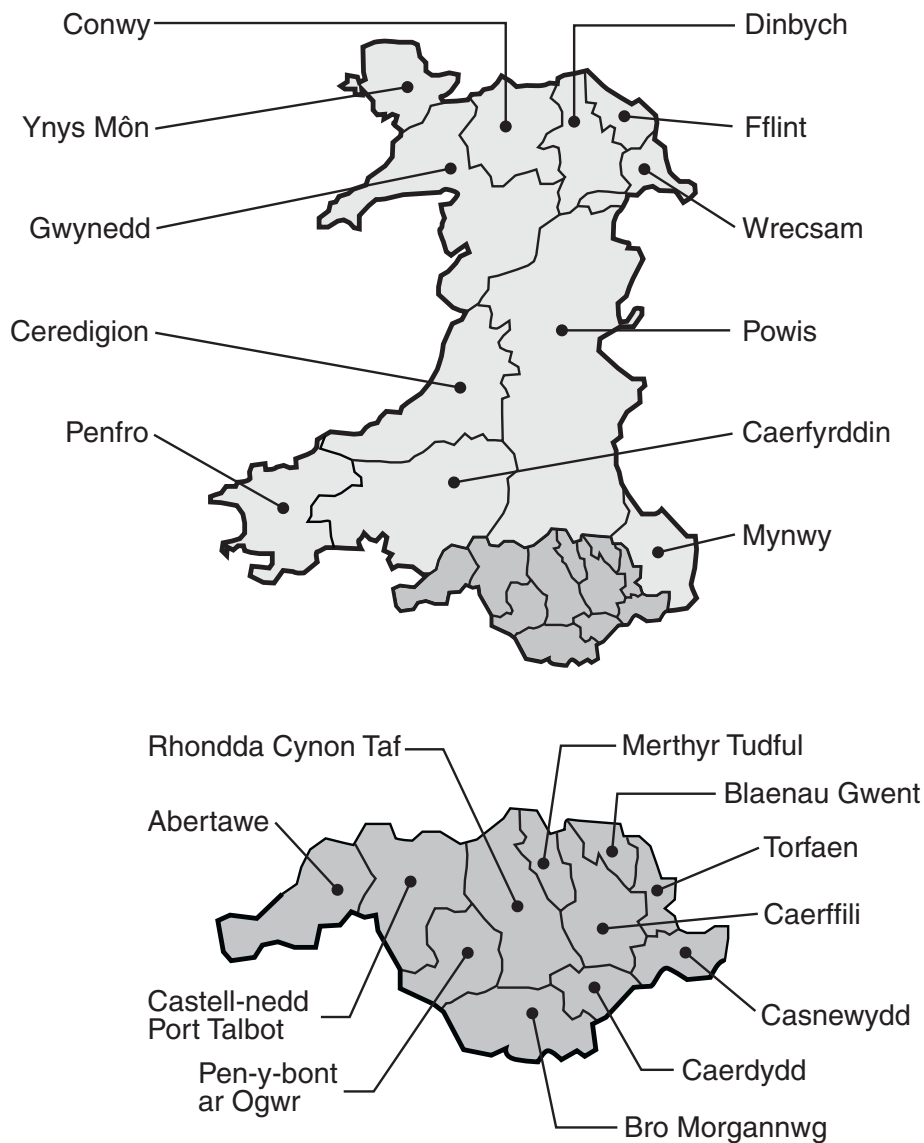 Conwy
Dinbych
Ynys Môn
Fflint
Gwynedd
Wrecsam
Ceredigion
Powis
Penfro
Caerfyrddin
Mynwy
Rhondda Cynon Taf
Merthyr Tudful
Blaenau Gwent
Abertawe
Torfaen
Caerffili
Castell-nedd
Port Talbot
Casnewydd
Pen-y-bont
ar Ogwr
Caerdydd
Bro Morgannwg